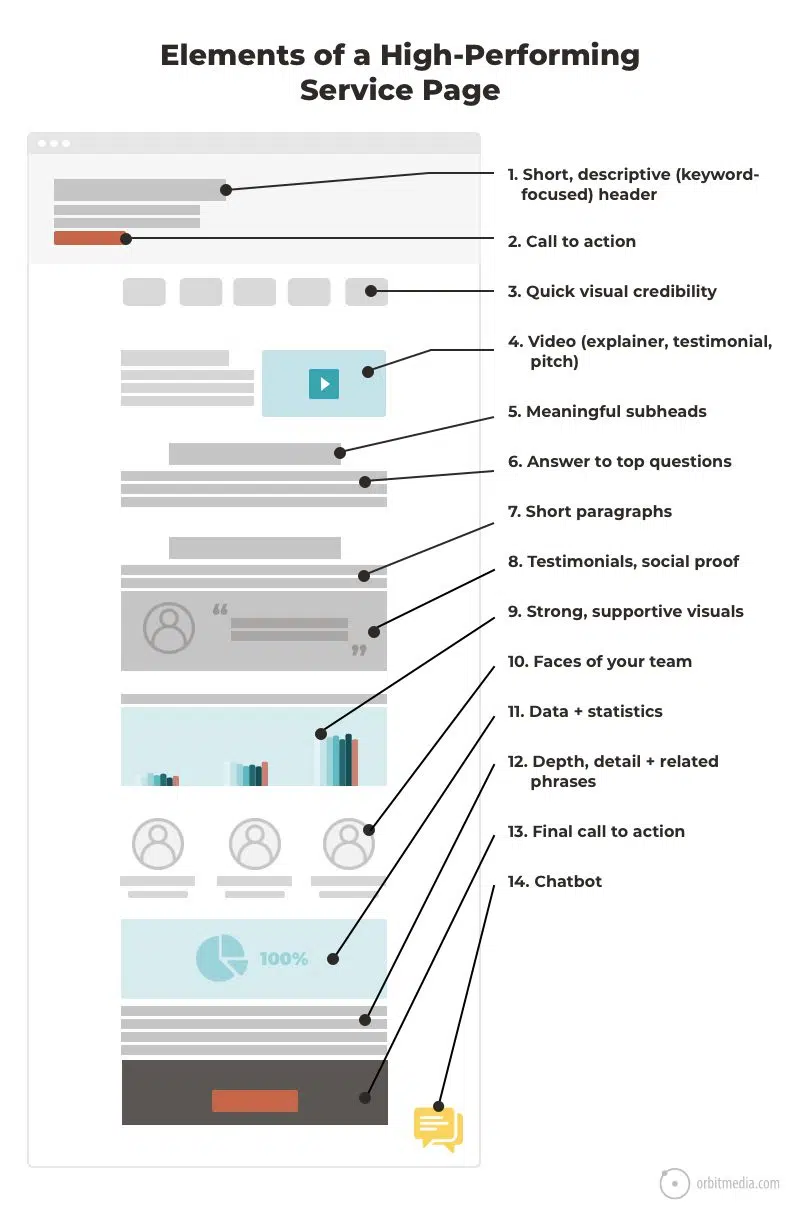 Elements of a High-Performing
Service Page
1. Short, descriptive (keyword-
focused) header
2. Call to action
3. Quick visual credibility
4. Video (explainer, testimonial,
pitch)
5. Meaningful subheads
6. Answer to top questions
7. Short paragraphs
8. Testimonials, social proof
“
”
9. Strong, supportive visuals
10. Faces of your team
11. Data + statistics
12. Depth, detail + related
phrases
13. Final call to action
14. Chatbot
100%
orbitmedia.com